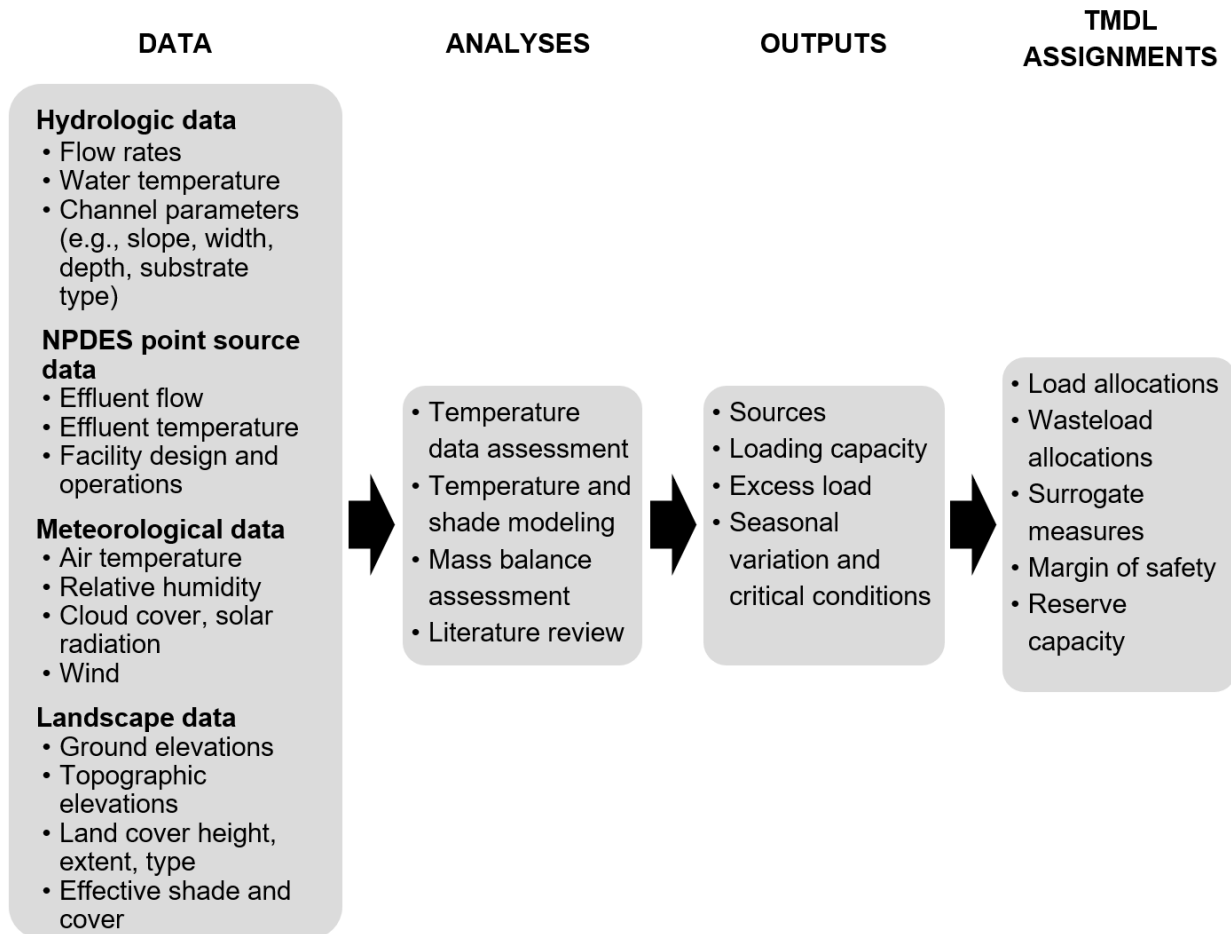 DATA
ANALYSES
OUTPUTS
TMDL
ASSIGNMENTS
Hydrologic data
• Flow rates
• Water temperature
• Channel parameters
(e.g., slope, width,
depth, substrate
type)
NPDES point source
data
• Effluent flow
• Effluent temperature
• Facility design and
operations
Meteorological data
• Air temperature
• Relative humidity
• Cloud cover, solar
radiation
• Wind
Landscape data
• Ground elevations
• Topographic
elevations
• Land cover height,
extent, type
• Effective shade and
cover
• Temperature
data assessment
• Temperature and
shade modeling
• Mass balance
assessment
• Literature review
• Sources
• Loading capacity
• Excess load
• Seasonal
variation and
critical conditions
• Load allocations
• Wasteload
allocations
• Surrogate
measures
• Margin of safety
• Reserve
capacity